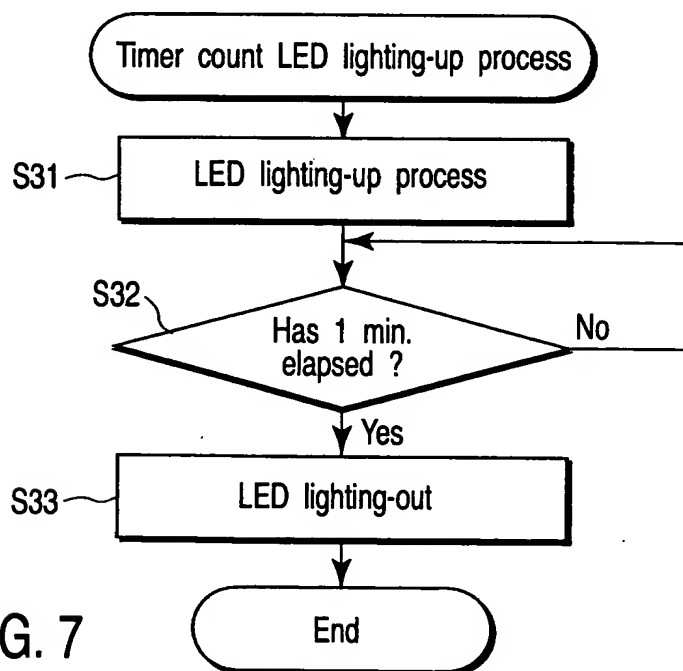 Timer count LED lighting-up process
S31
LED lighting-up process
S32
Has 1 min.
elapsed ?
No
Yes
S33
LED lighting-out
G. 7
End